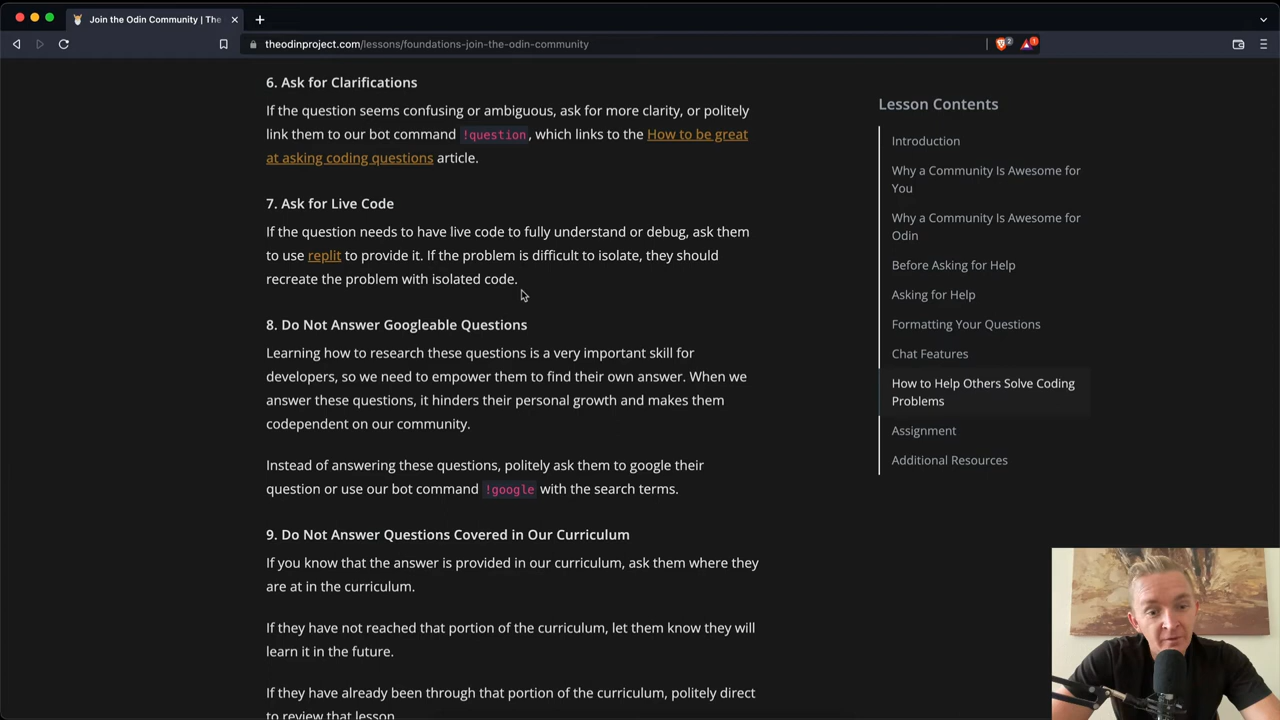 Join the Odin Community | The
theodinproject.com/lessons/foundations-join-the-odin-community
2
1
6. Ask for Clarifications
If the question seems confusing or ambiguous, ask for more clarity, or politely
link them to our bot command !question, which links to the How to be great
at asking coding questions article.
7. Ask for Live Code
If the question needs to have live code to fully understand or debug, ask them
to use replit to provide it. If the problem is difficult to isolate, they should
recreate the problem with isolated code.
8. Do Not Answer Googleable Questions
Learning how to research these questions is a very important skill for
developers, so we need to empower them to find their own answer. When we
answer these questions, it hinders their personal growth and makes them
codependent on our community.
Instead of answering these questions, politely ask them to google their
question or use our bot command !google with the search terms.
9. Do Not Answer Questions Covered in Our Curriculum
If you know that the answer is provided in our curriculum, ask them where they
are at in the curriculum.
If they have not reached that portion of the curriculum, let them know they will
learn it in the future.
If they have already been through that portion of the curriculum, politely direct
to review that lesson.
Lesson Contents
Introduction
Why a Community Is Awesome for
You
Why a Community Is Awesome for
Odin
Before Asking for Help
Asking for Help
Formatting Your Questions
Chat Features
How to Help Others Solve Coding
Problems
Assignment
Additional Resources